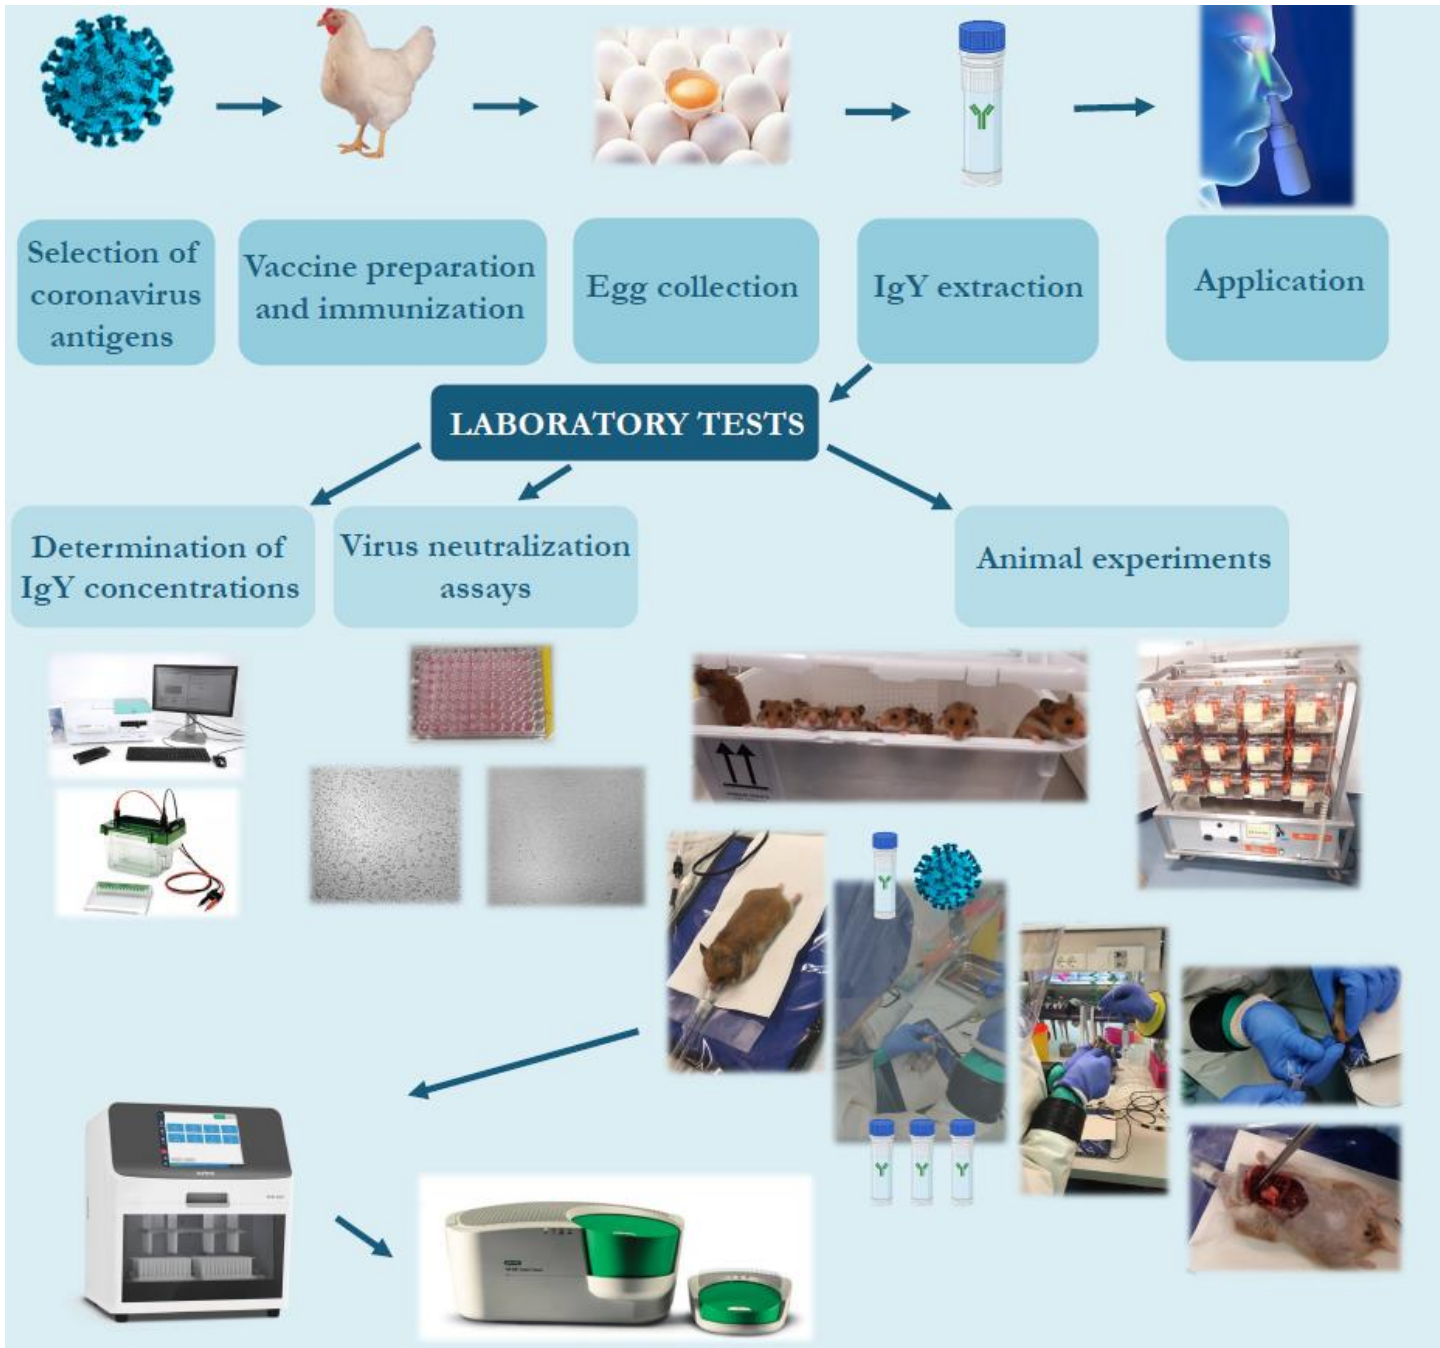 Selection of
coronavirus
antigens
Vaccine preparation
and immunization
Egg collection
IgY extraction
Application
LABORATORY TESTS
Determination of
IgY concentrations
Virus neutralization
assays
Animal experiments